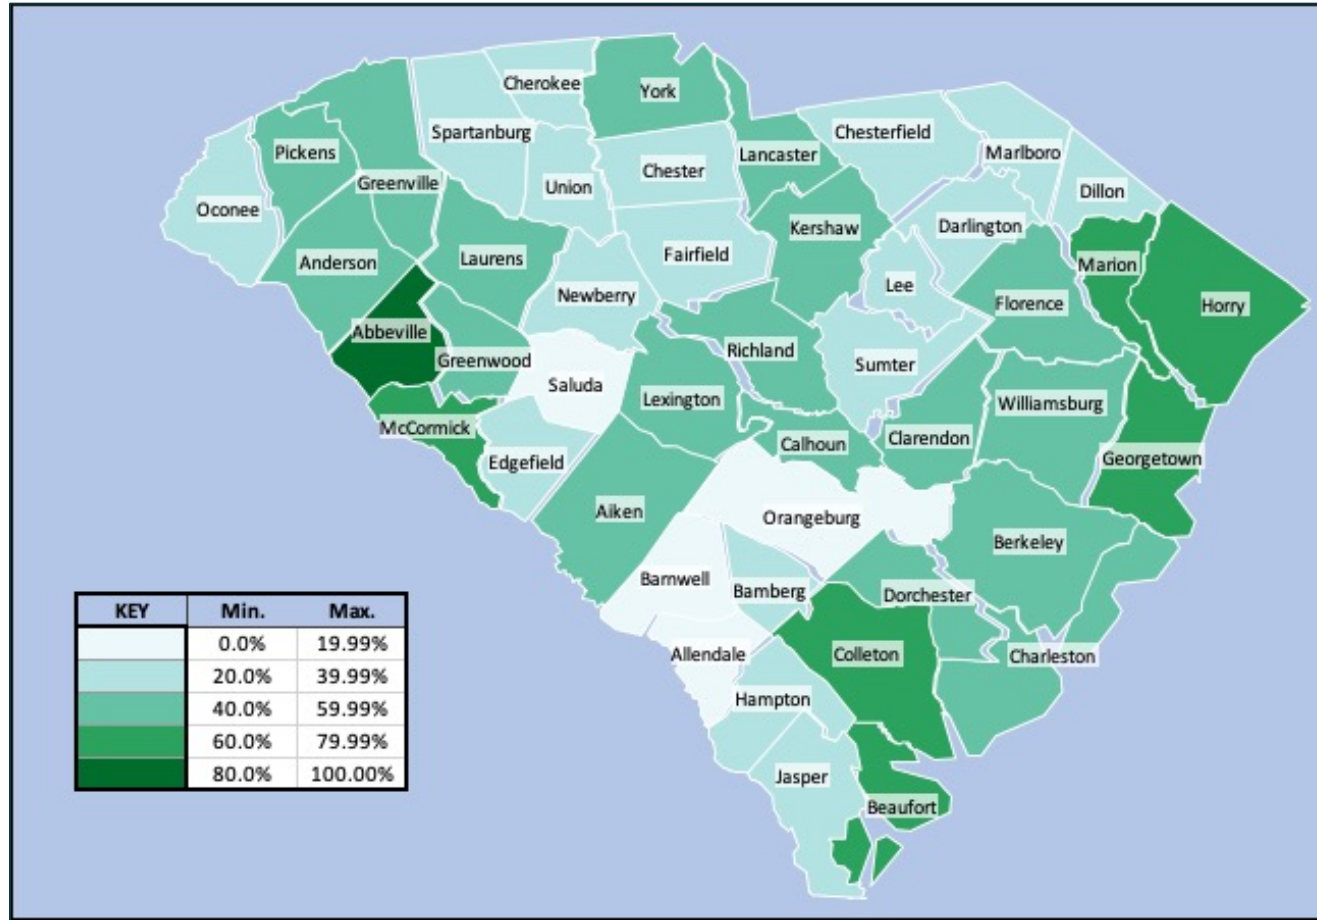 Cherokee
York
Spartanburg
Chesterfield
Pickens
Lancaster
Marlboro
Greenville
Union
Chester
Dillon
Oconee
Kershaw
Darlington
Anderson
Laurens
Fairfield
Marion
Newberry
Lee
Florence
Horry
Abbeville
Greenwood
Richland
Sumter
Saluda
Lexington
Williamsburg
McCormick
Calhoun
Clarendon
Edgefield
Georgetown
Aiken
Orangeburg
Berkeley
Barnwell
Bamberg
Dorchester
Allendale
Colleton
Charleston
Hampton
Jasper
Beaufort
KEY Min. Max.
0.0% 19.99%
20.0% 39.99%
40.0% 59.99%
60.0% 79.99%
80.0% 100.00%